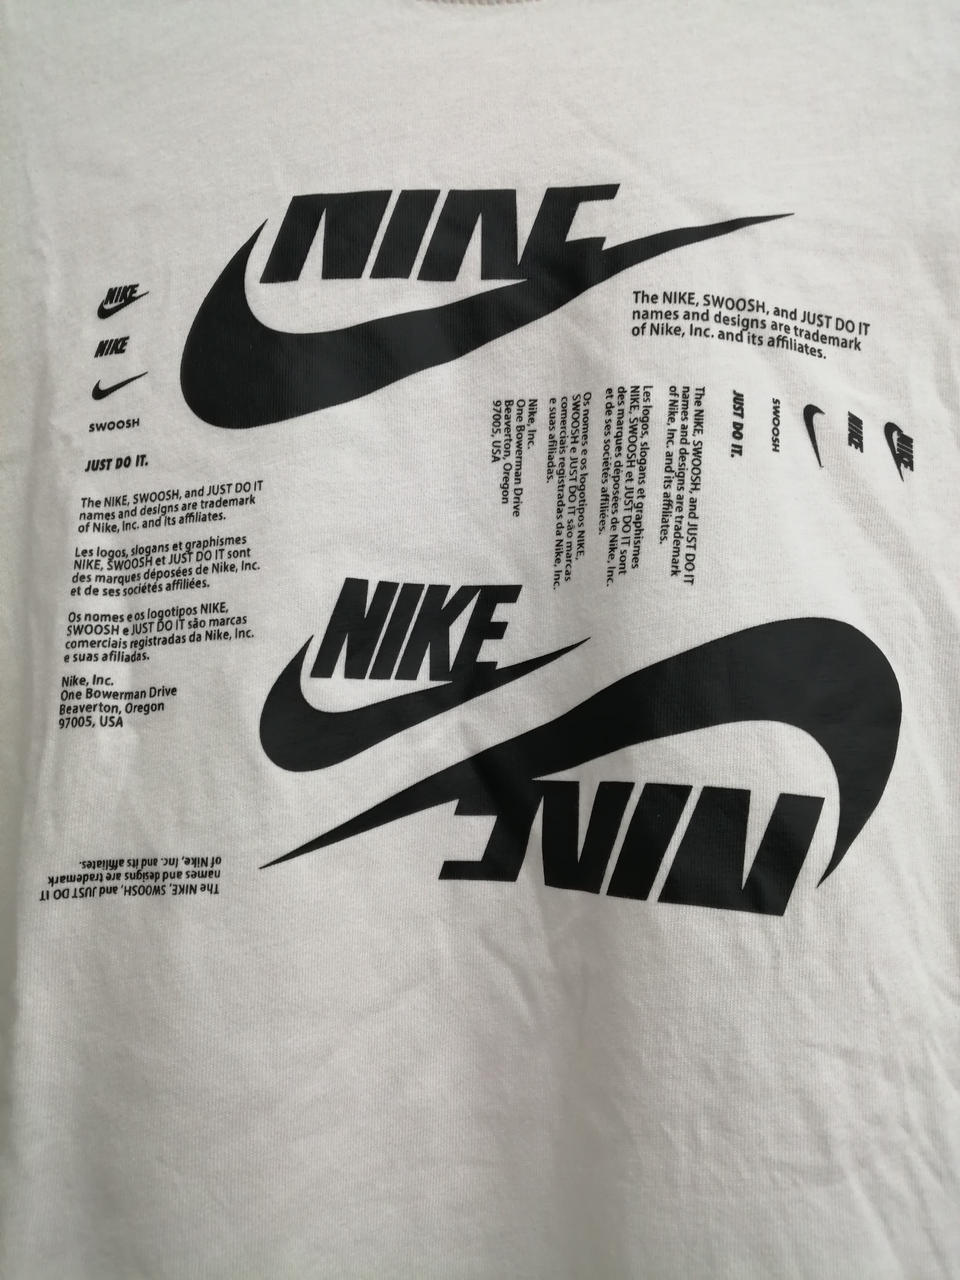 NIKE
The NIKE, SWOOSH, and JUST DO IT
names and designs are trademark
of Nike, Inc. and its affiliates.
NIKE
NIKE
SWOOSH
JUST DO IT.
The NIKE, SWOOSH, and JUST DO IT
names and designs are trademark
of Nike, Inc. and its affiliates.
Les logos, slogans et graphismes
NIKE, SWOOSH et JUST DO IT sont
des marques déposées de Nike, Inc.
et de ses sociétés affiliées.
Os nomes e os logotipos NIKE,
SWOOSH e JUST DO IT são marcas
comerciais registradas da Nike, Inc.
e suas afiliadas.
Nike, Inc.
One Bowerman Drive
Beaverton, Oregon
97005, USA
NIKE
NIKE
SWOOSH
JUST DO IT.
The NIKE, SWOOSH, and JUST DO IT
names and designs are trademark
of Nike, Inc. and its affiliates.
Les logos, slogans et graphismes
NIKE, SWOOSH et JUST DO IT sont
des marques déposées de Nike, Inc.
et de ses sociétés affiliées.
Os nomes e os logotipos NIKE,
SWOOSH e JUST DO IT são marcas
comerciais registradas da Nike, Inc.
e suas afiliadas.
Nike, Inc.
One Bowerman Drive
Beaverton, Oregon
97005, USA
NIKE
NIKE
The NIKE, SWOOSH, and JUST DO IT
names and designs are trademark
of Nike, Inc. and its affiliates.